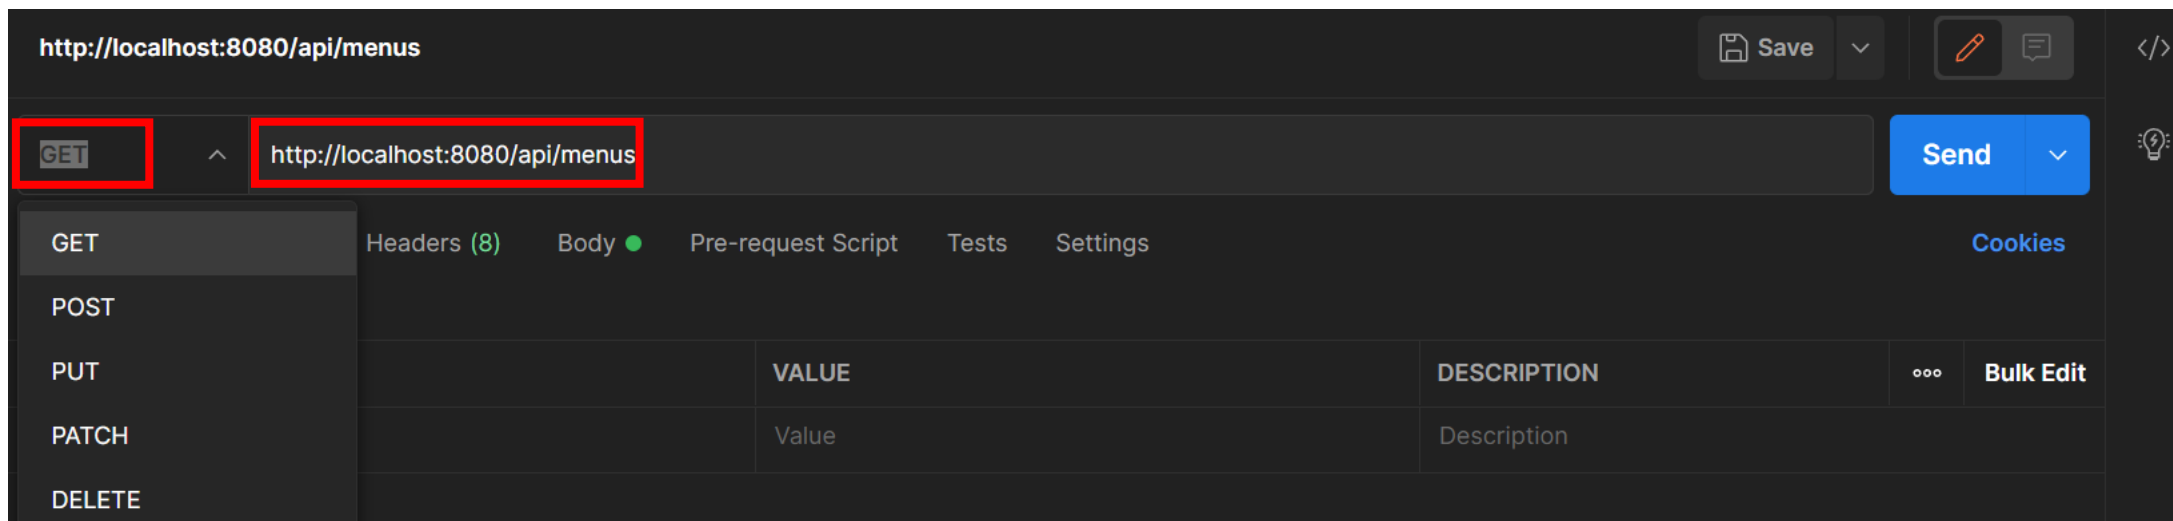 http://localhost:8080/api/menus Save </>
GET http://localhost:8080/api/menus Send
GET Headers (8) Body Pre-request Script Tests Settings Cookies
POST
PUT VALUE DESCRIPTION ooo Bulk Edit
PATCH Value Description
DELETE